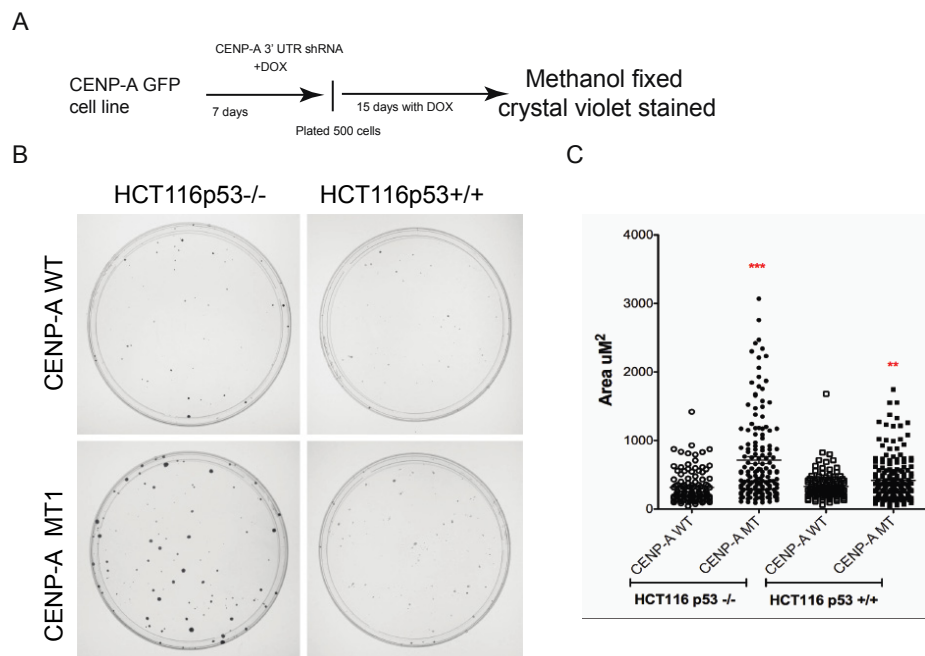 A
CENP-A 3' UTR shRNA
+DOX
CENP-A GFP
cell line
7 days
15 days with DOX
Plated 500 cells
Methanol fixed
crystal violet stained
B
HCT116p53-/-
HCT116p53+/+
CENP-A WT
CENP-A MT1
C
Area uM²
4000
3000
2000
1000
0
***
**
CENP-A WT
CENP-A MT
CENP-A WT
CENP-A MT
HCT116 p53 -/-
HCT116 p53 +/+